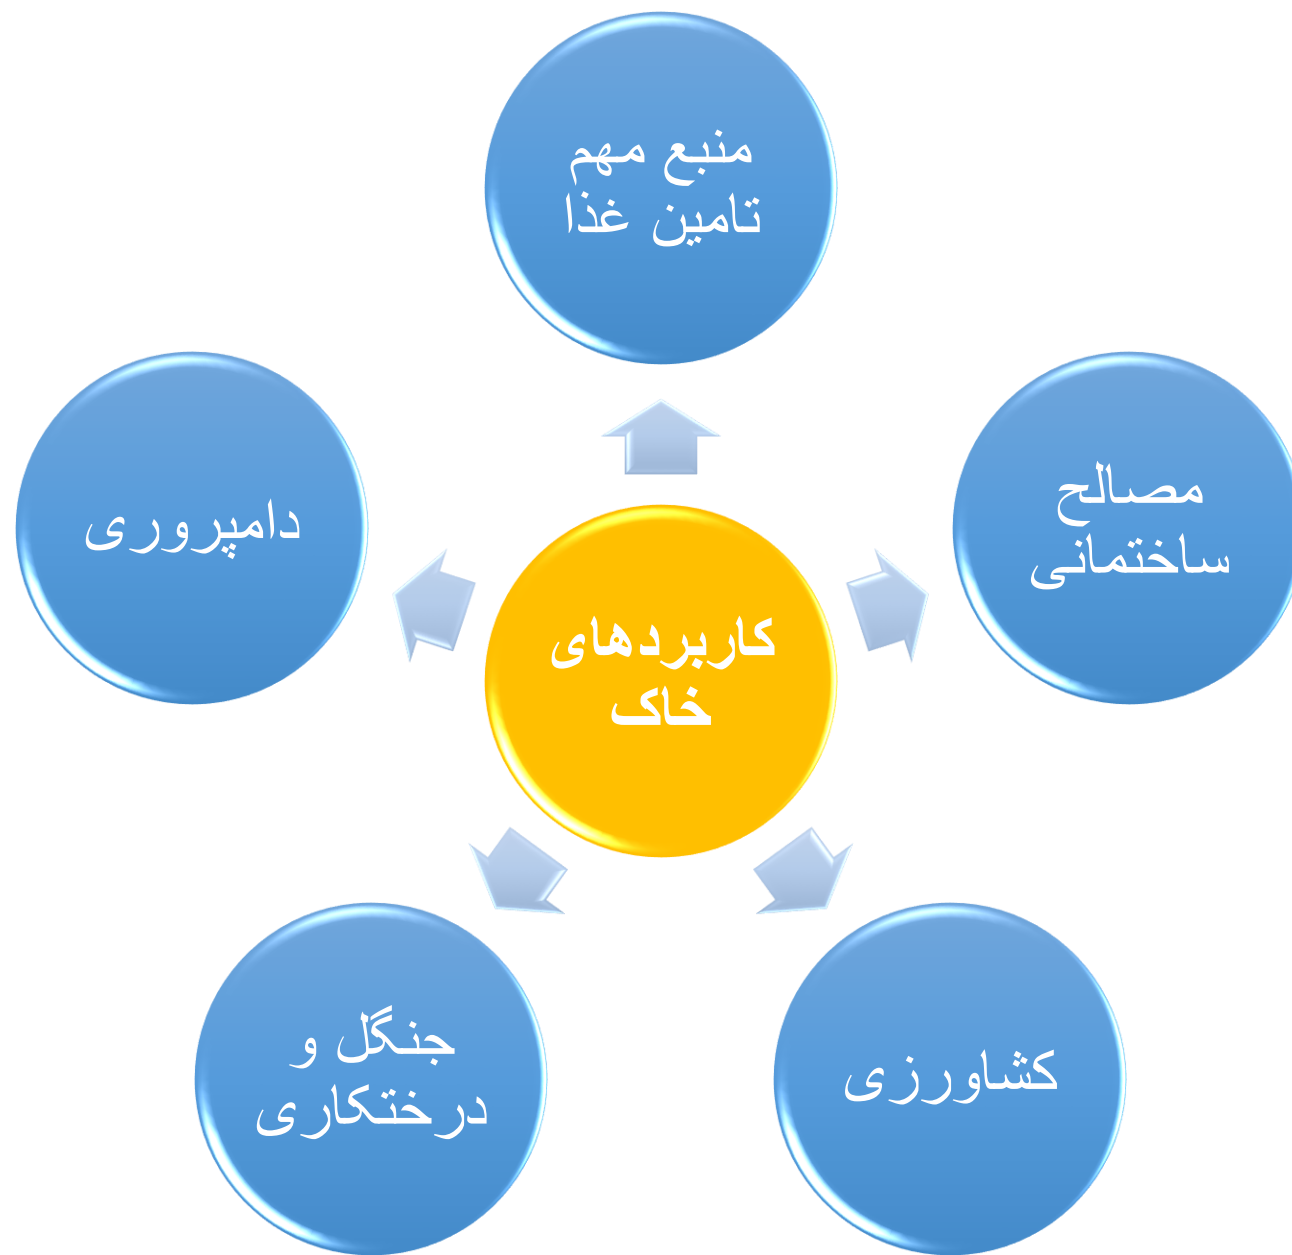 منبع مهم
تامین غذا
مصالح
ساختمانی
دامپروری
کاربردهای
خاک
کشاورزی
جنگل و
درختکاری